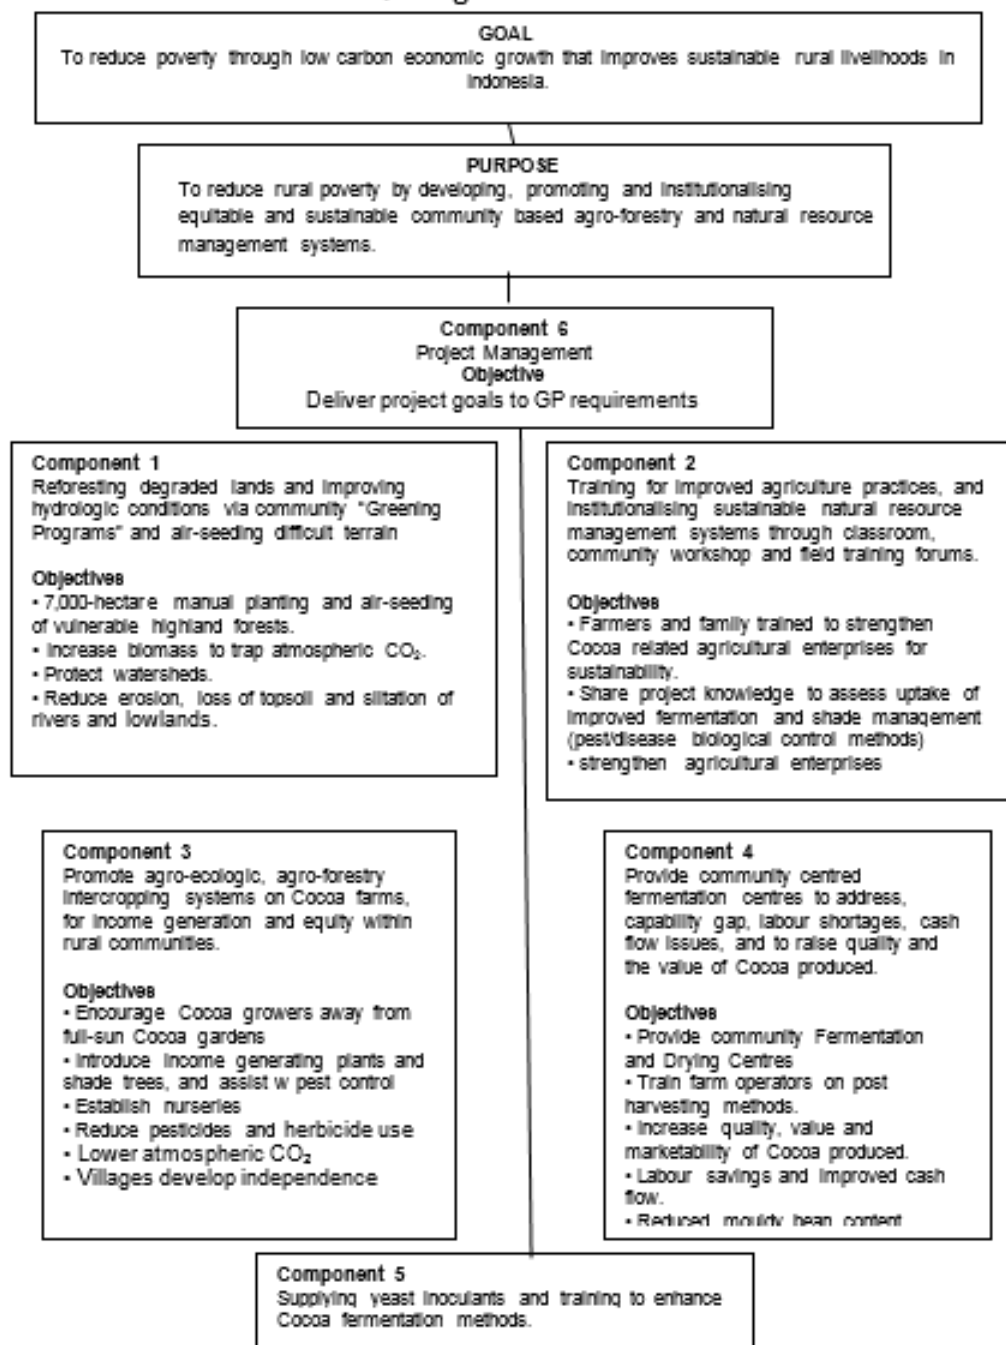 GOAL
To reduce poverty through low carbon economic growth that improves sustainable rural livelihoods in
Indonesia.
PURPOSE
To reduce rural poverty by developing, promoting and institutionalising
equitable and sustainable community based agro-forestry and natural resource
management systems.
Component 6
Project Management
Objective
Deliver project goals to GP requirements
Component 1
Reforesting degraded lands and improving
hydrologic conditions via community "Greening
Programs" and air-seeding difficult terrain
Objectives
• 7,000-hectare manual planting and air-seeding
of vulnerable highland forests.
• Increase biomass to trap atmospheric CO₂.
• Protect watersheds.
• Reduce erosion, loss of topsoil and siltation of
rivers and lowlands.
Component 2
Training for improved agriculture practices, and
institutionalising sustainable natural resource
management systems through classroom,
community workshop and field training forums.
Objectives
• Farmers and family trained to strengthen
Cocoa related agricultural enterprises for
sustainability.
• Share project knowledge to assess uptake of
improved fermentation and shade management
(pest/disease biological control methods)
• strengthen agricultural enterprises
Component 3
Promote agro-ecologic, agro-forestry
intercropping systems on Cocoa farms,
for income generation and equity within
rural communities.
Objectives
• Encourage Cocoa growers away from
full-sun Cocoa gardens
• Introduce income generating plants and
shade trees, and assist w pest control
• Establish nurseries
• Reduce pesticides and herbicide use
• Lower atmospheric CO₂
• Villages develop independence
Component 4
Provide community centred
fermentation centres to address,
capability gap, labour shortages, cash
flow issues, and to raise quality and
the value of Cocoa produced.
Objectives
• Provide community Fermentation
and Drying Centres
• Train farm operators on post
harvesting methods.
• Increase quality, value and
marketability of Cocoa produced.
• Labour savings and improved cash
flow.
• Reduced mouldy bean content
Component 5
Supplying yeast inoculants and training to enhance
Cocoa fermentation methods.